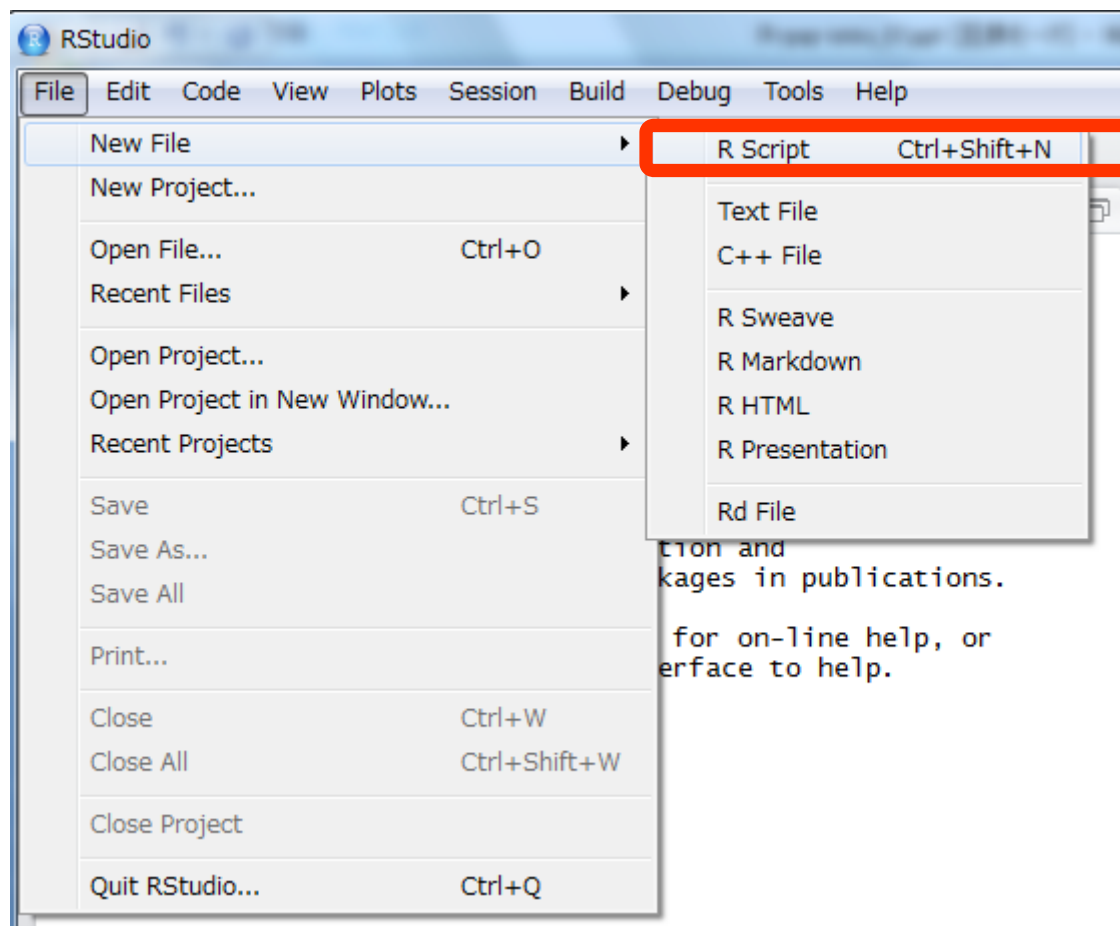 RStudio
File Edit Code View Plots Session Build Debug Tools Help
New File
New Project...
Open File... Ctrl+O
Recent Files
Open Project...
Open Project in New Window...
Recent Projects
Save Ctrl+S
Save As...
Save All
Print...
Close Ctrl+W
Close All Ctrl+Shift+W
Close Project
Quit RStudio... Ctrl+Q
R Script Ctrl+Shift+N
Text File
C++ File
R Sweave
R Markdown
R HTML
R Presentation
Rd File
tion and
kages in publications.
for on-line help, or
erface to help.